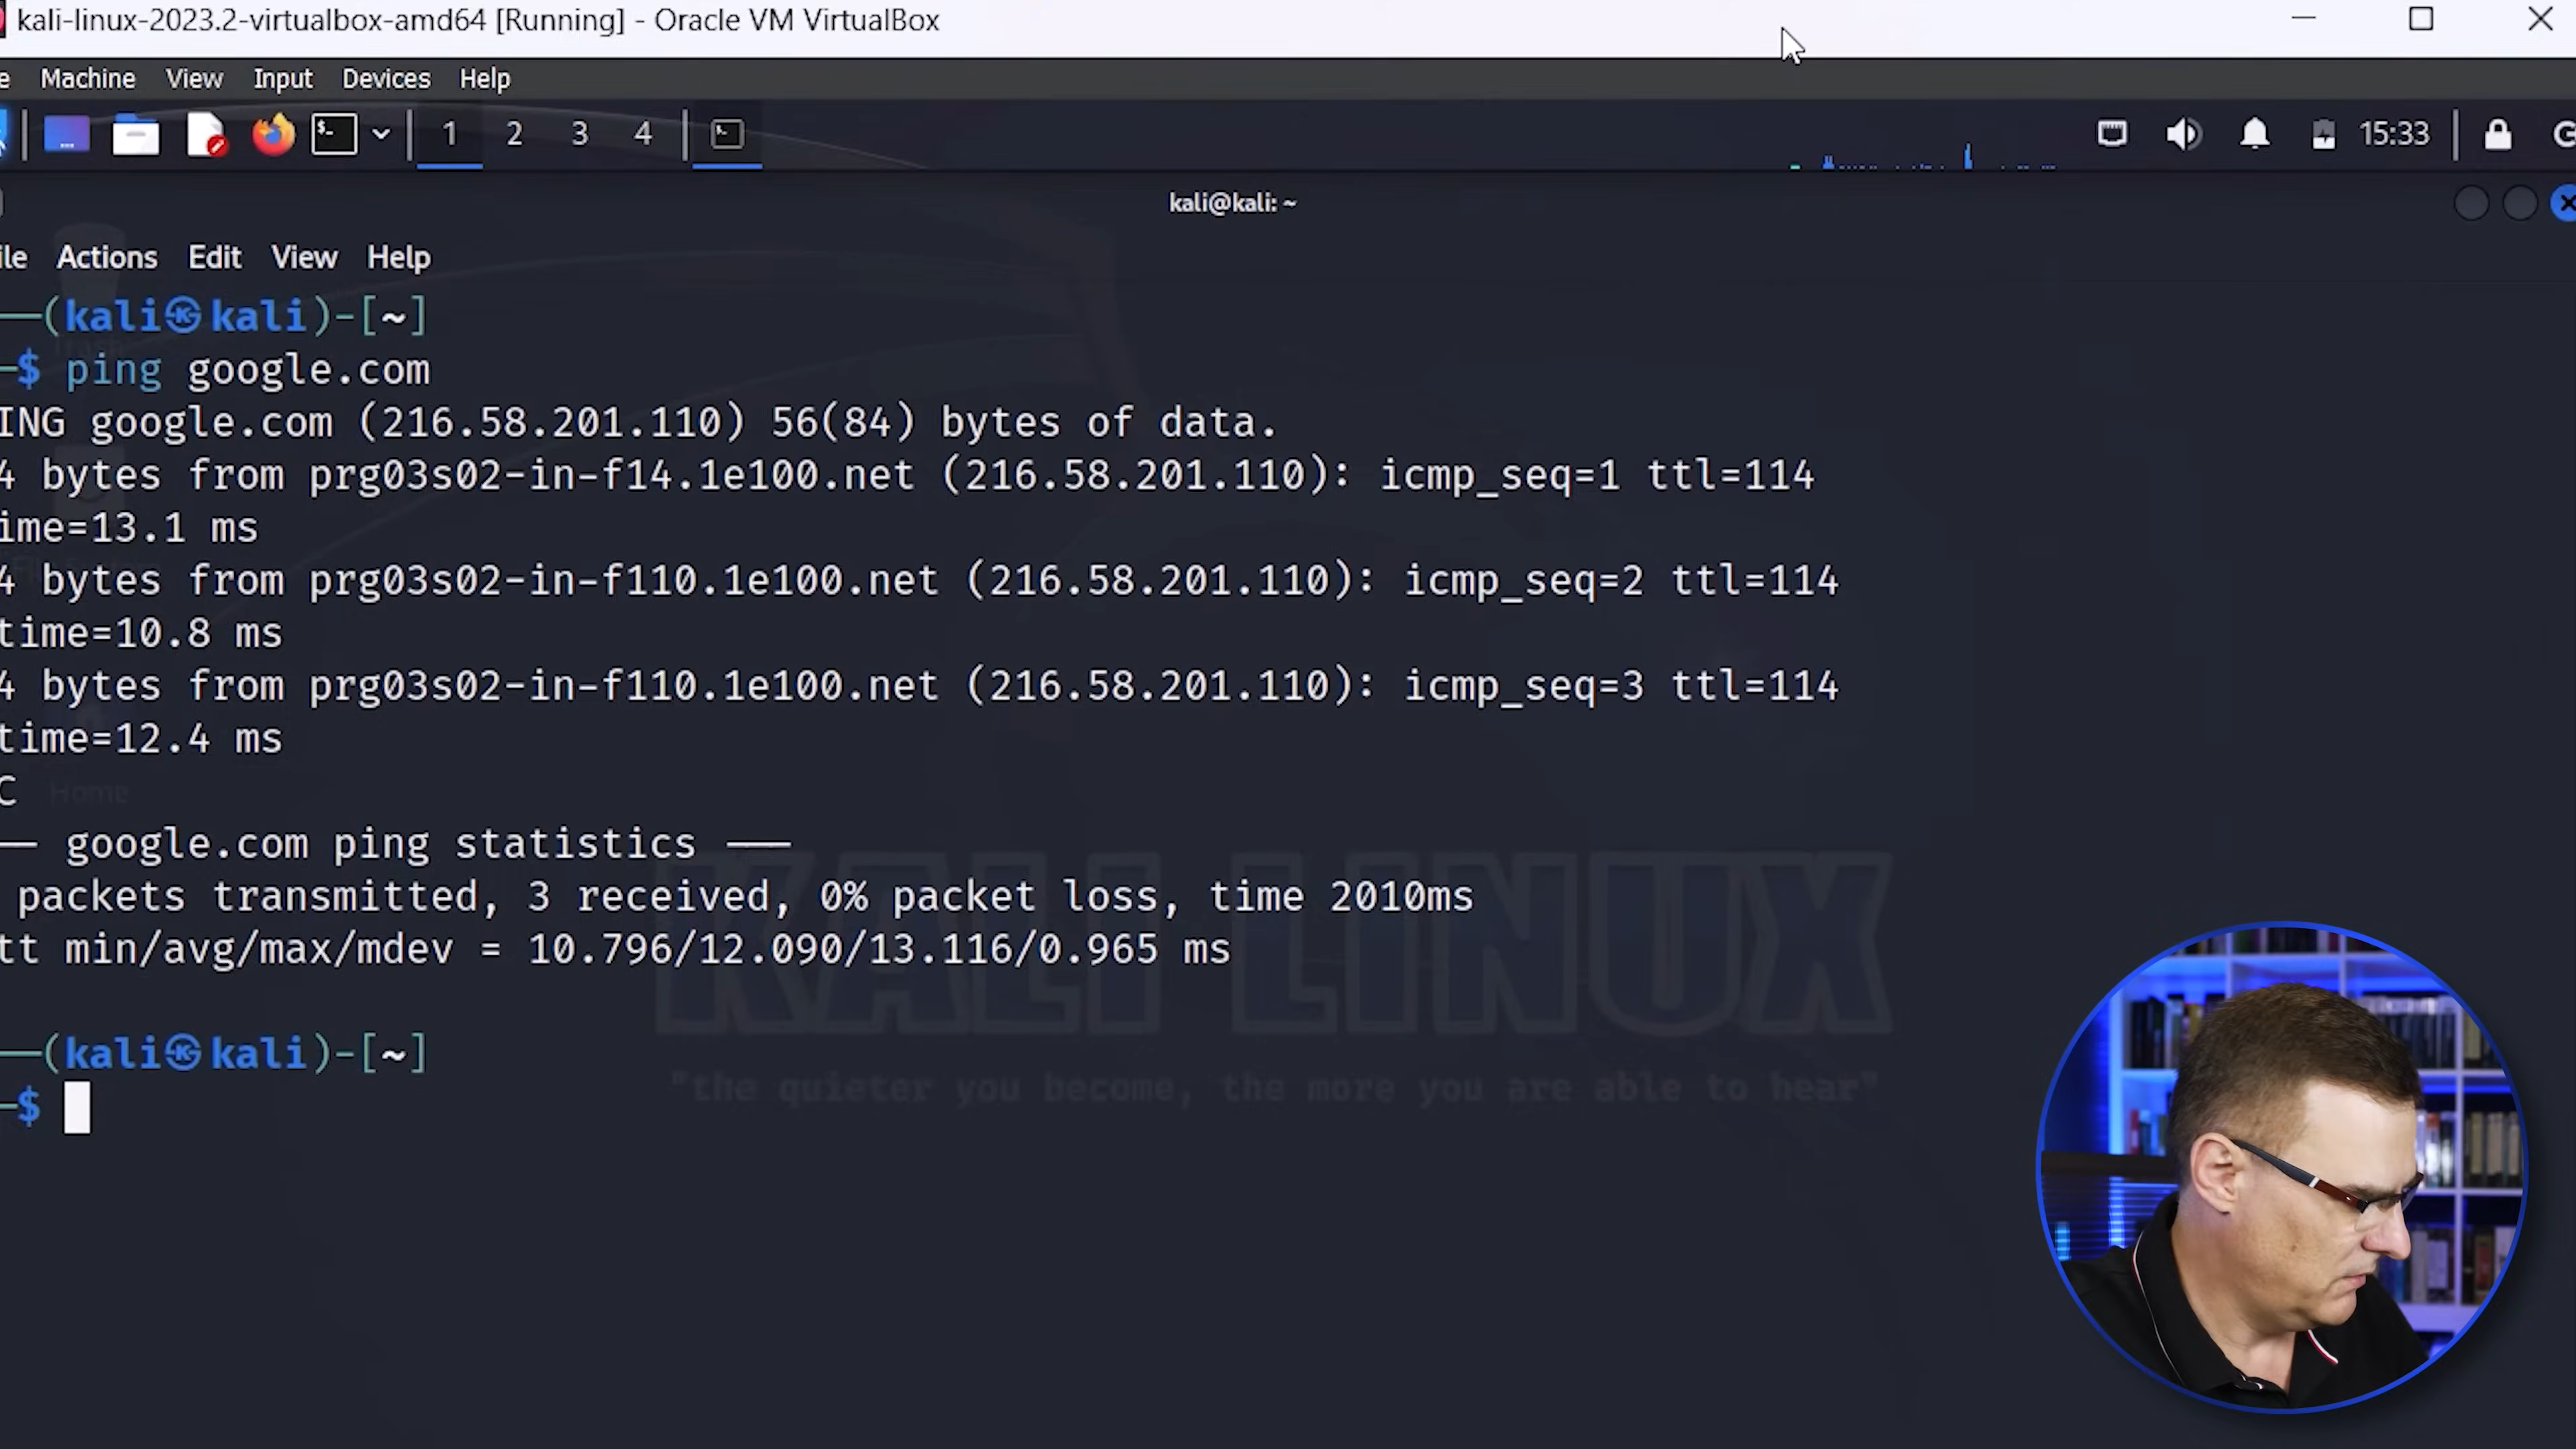 kali-linux-2023.2-virtualbox-amd64 [Running] - Oracle VM VirtualBox
e Machine View Input Devices Help
1 2 3 4 15:33 G
kali@kali: ~
ile Actions Edit View Help
(kali㉿kali)-[~]
$ ping google.com
ING google.com (216.58.201.110) 56(84) bytes of data.
4 bytes from prg03s02-in-f14.1e100.net (216.58.201.110): icmp_seq=1 ttl=114
ime=13.1 ms
4 bytes from prg03s02-in-f110.1e100.net (216.58.201.110): icmp_seq=2 ttl=114
time=10.8 ms
4 bytes from prg03s02-in-f110.1e100.net (216.58.201.110): icmp_seq=3 ttl=114
time=12.4 ms
C
Home
— google.com ping statistics —
packets transmitted, 3 received, 0% packet loss, time 2010ms
tt min/avg/max/mdev = 10.796/12.090/13.116/0.965 ms
KALI LINUX
(kali㉿kali)-[~]
"the quieter you become, the more you are able to hear"
$